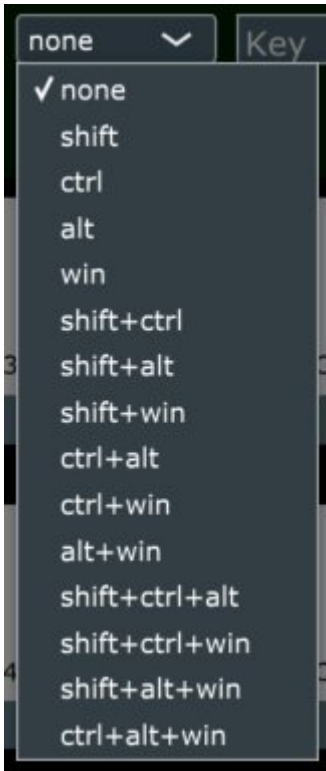 none
Key
none
shift
ctrl
alt
win
shift+ctrl
shift+alt
shift+win
ctrl+alt
ctrl+win
alt+win
shift+ctrl+alt
shift+ctrl+win
shift+alt+win
ctrl+alt+win